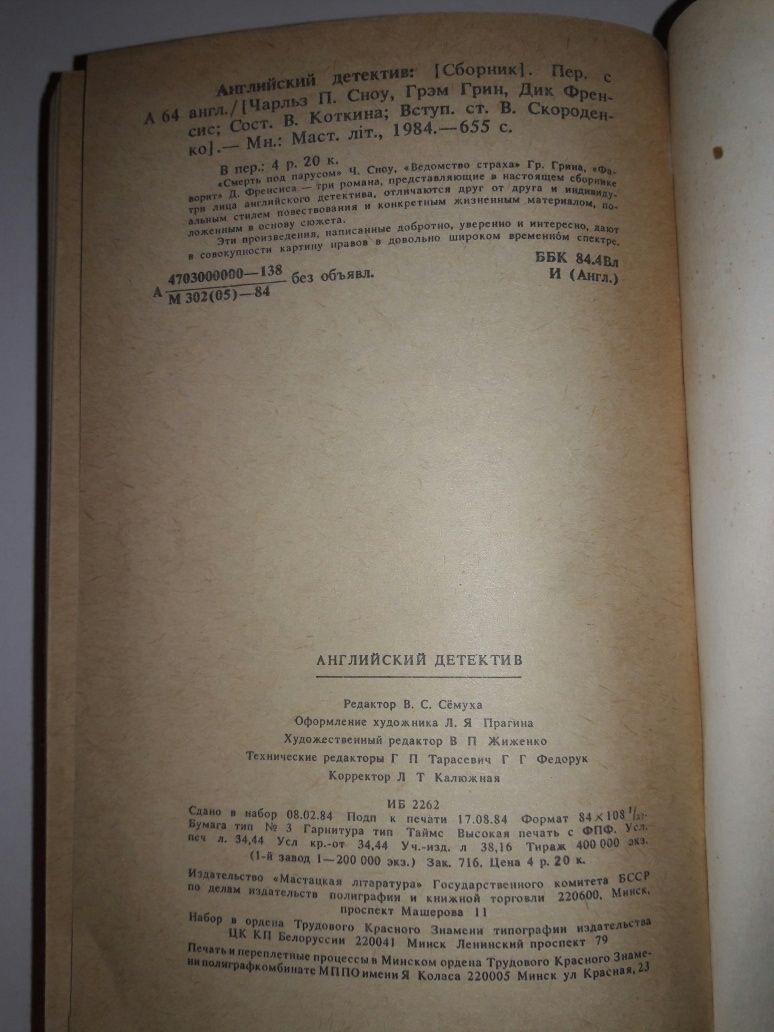 Английский детектив: [Сборник]. Пер. с
А 64 англ./[Чарльз П. Сноу, Грэм Грин, Дик Френ-
сис; Сост. В. Коткина; Вступ. ст. В. Скороден-
ко].— Мн.: Маст. літ., 1984.—655 с.
В пер.: 4 р. 20 к.
«Смерть под парусом» Ч. Сноу, «Ведомство страха» Гр. Грина, «Фа-
ворит» Д. Френсиса — три романа, представляющие в настоящем сборнике
три лица английского детектива, отличаются друг от друга и индивиду-
альным стилем повествования и конкретным жизненным материалом, по-
ложенным в основу сюжета.
Эти произведения, написанные добротно, уверенно и интересно, дают
в совокупности картину нравов в довольно широком временно́м спектре.
А 4703000000—138 без объявл.
М 302(05)—84
ББК 84.4Вл
И (Англ.)
АНГЛИЙСКИЙ ДЕТЕКТИВ
Редактор В. С. Сёмуха
Оформление художника Л. Я Прагина
Художественный редактор В П Жиженко
Технические редакторы Г П Тарасевич Г Г Федорук
Корректор Л Т Калюжная
ИБ 2262
Сдано в набор 08.02.84 Подп к печати 17.08.84 Формат 84×108 1/32.
Бумага тип № 3 Гарнитура тип Таймс Высокая печать с ФПФ. Усл.
печ л. 34,44 Усл кр.-от 34,44 Уч.-изд. л 38,16 Тираж 400 000 экз.
(1-й завод 1—200 000 экз.) Зак. 716. Цена 4 р. 20 к.
Издательство «Мастацкая літаратура» Государственного комитета БССР
по делам издательств полиграфии и книжной торговли 220600, Минск,
проспект Машерова 11
Набор в ордена Трудового Красного Знамени типографии издательства
ЦК КП Белоруссии 220041 Минск Ленинский проспект 79
Печать и переплетные процессы в Минском ордена Трудового Красного Знаме-
ни полиграфкомбинате МППО имени Я Коласа 220005 Минск ул Красная, 23